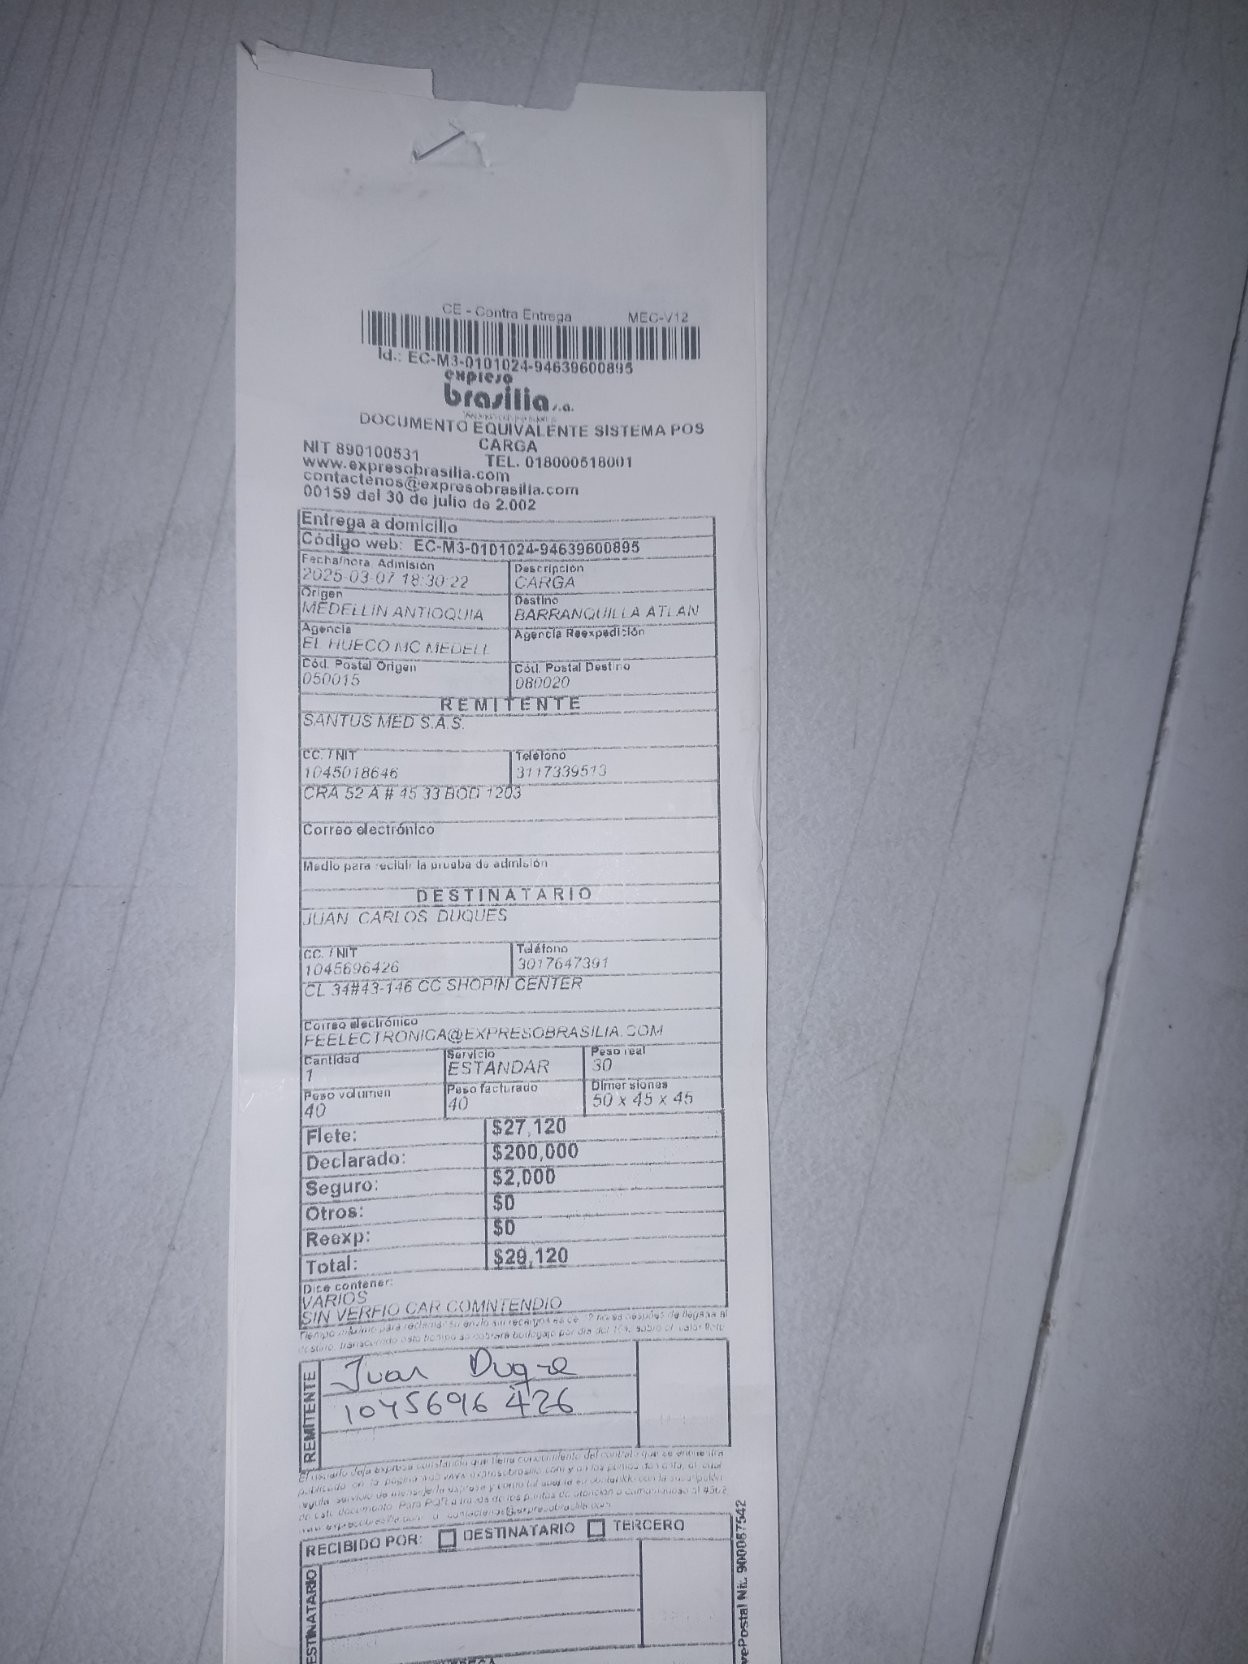 CE - Contra Entrega MEC-V12
Id.: EC-M3-0101024-94639600895
expreso
brasilia s.a.
DOCUMENTO EQUIVALENTE SISTEMA POS
CARGA
NIT 890100531 TEL. 018000518001
www.expresobrasilia.com
contactenos@expresobrasilia.com
00159 del 30 de julio de 2.002
Entrega a domicilio
Código web: EC-M3-0101024-94639600895
Fecha/hora Admisión Descripción
2025-03-07 18:30:22 CARGA
Origen Destino
MEDELLIN ANTIOQUIA BARRANQUILLA ATLAN
Agencia Agencia Reexpedición
EL HUECO MC MEDELL
Cód. Postal Origen Cód. Postal Destino
050015 080020
REMITENTE
SANTUS MED S.A.S.
CC. / NIT Teléfono
1045018646 3117339513
CRA 52 A # 45 33 BOD 1203
Correo electrónico
Medio para recibir la prueba de admisión
DESTINATARIO
JUAN CARLOS DUQUES
CC. / NIT Teléfono
1045696426 3017647391
CL 34#43-146 CC SHOPIN CENTER
Correo electrónico
FEELECTRONICA@EXPRESOBRASILIA.COM
Cantidad Servicio Peso real
1 ESTANDAR 30
Peso volumen Peso facturado Dimensiones
40 40 50 x 45 x 45
Flete: $27,120
Declarado: $200,000
Seguro: $2,000
Otros: $0
Reexp: $0
Total: $29,120
Dice contener:
VARIOS
SIN VERFIO CAR COMNTENDIO
REMITENTE
Juan Duque
1045696426
RECIBIDO POR: DESTINATARIO TERCERO